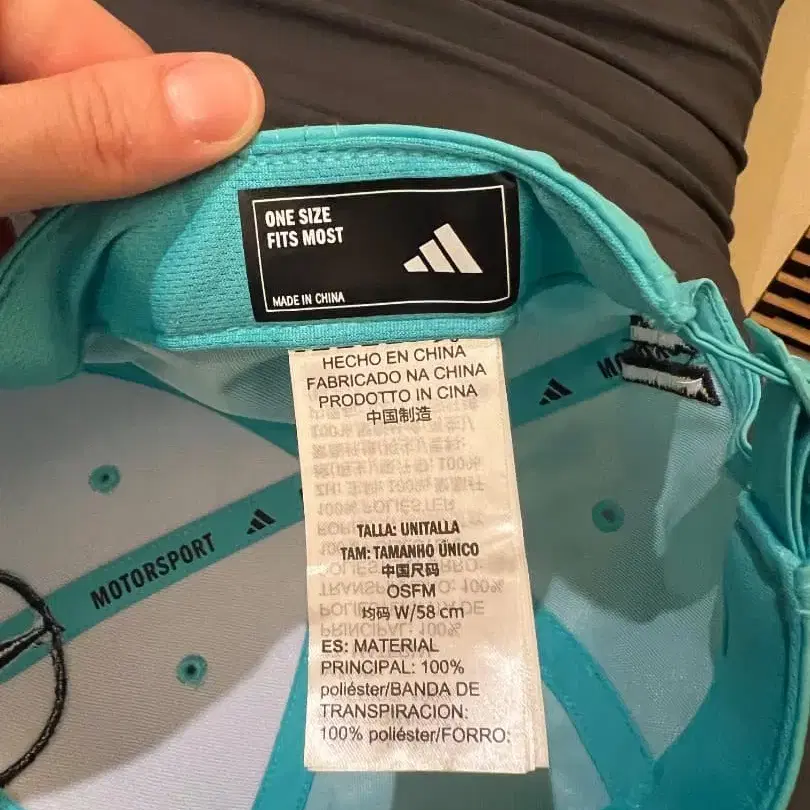 ONE SIZE
FITS MOST
MADE IN CHINA
HECHO EN CHINA
FABRICADO NA CHINA
PRODOTTO IN CINA
中国制造
TALLA: UNITALLA
TAM: TAMANHO ÚNICO
中国尺码
OSFM
均码 W/58 cm
ES: MATERIAL
PRINCIPAL: 100%
poliéster/BANDA DE
TRANSPIRACION:
100% poliéster/FORRO:
MOTORSPORT